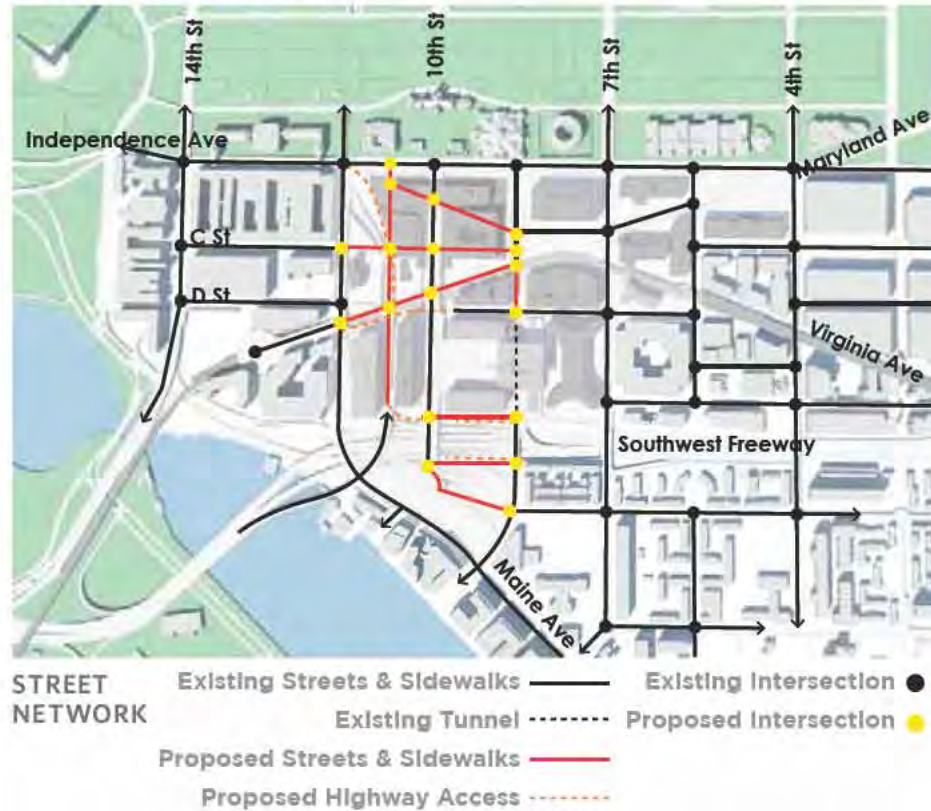 14th St
10th St
7th St
4th St
Independence Ave
Maryland Ave
C St
D St
Virginia Ave
Southwest Freeway
Maine Ave
STREET
NETWORK
Existing Streets & Sidewalks
Existing Intersection
Existing Tunnel
Proposed Intersection
Proposed Streets & Sidewalks
Proposed Highway Access